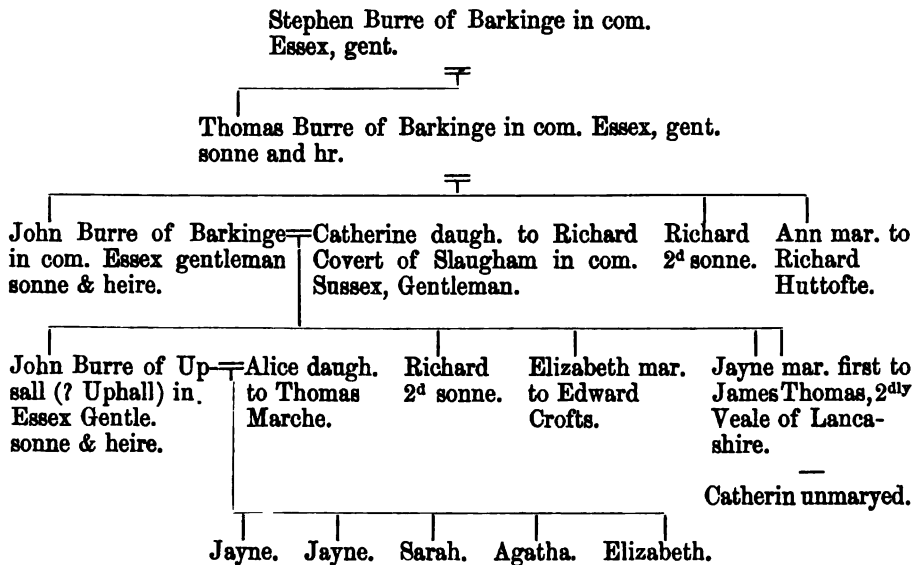 Stephen Burre of Barkinge in com.
Essex, gent.
Thomas Burre of Barkinge in com. Essex, gent.
sonne and hr.
John Burre of Barkinge
in com. Essex gentleman
sonne & heire.
Catherine daugh. to Richard
Covert of Slaugham in com.
Sussex, Gentleman.
Richard
2d sonne.
Ann mar. to
Richard
Huttofte.
John Burre of Up-
sall (? Uphall) in
Essex Gentle.
sonne & heire.
Alice daugh.
to Thomas
Marche.
Richard
2d sonne.
Elizabeth mar.
to Edward
Crofts.
Jayne mar. first to
James Thomas, 2dly
Veale of Lanca-
shire.
Catherin unmaryed.
Jayne. Jayne. Sarah. Agatha. Elizabeth.